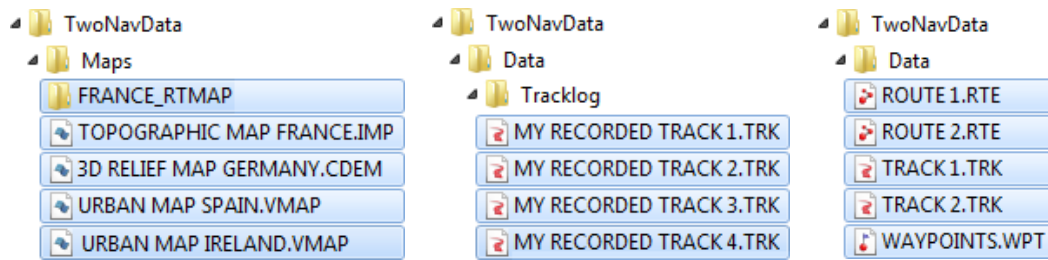 TwoNavData
Maps
FRANCE_RTMAP
TOPOGRAPHIC MAP FRANCE.IMP
3D RELIEF MAP GERMANY.CDEM
URBAN MAP SPAIN.VMAP
URBAN MAP IRELAND.VMAP
TwoNavData
Data
Tracklog
MY RECORDED TRACK 1.TRK
MY RECORDED TRACK 2.TRK
MY RECORDED TRACK 3.TRK
MY RECORDED TRACK 4.TRK
TwoNavData
Data
ROUTE 1.RTE
ROUTE 2.RTE
TRACK 1.TRK
TRACK 2.TRK
WAYPOINTS.WPT